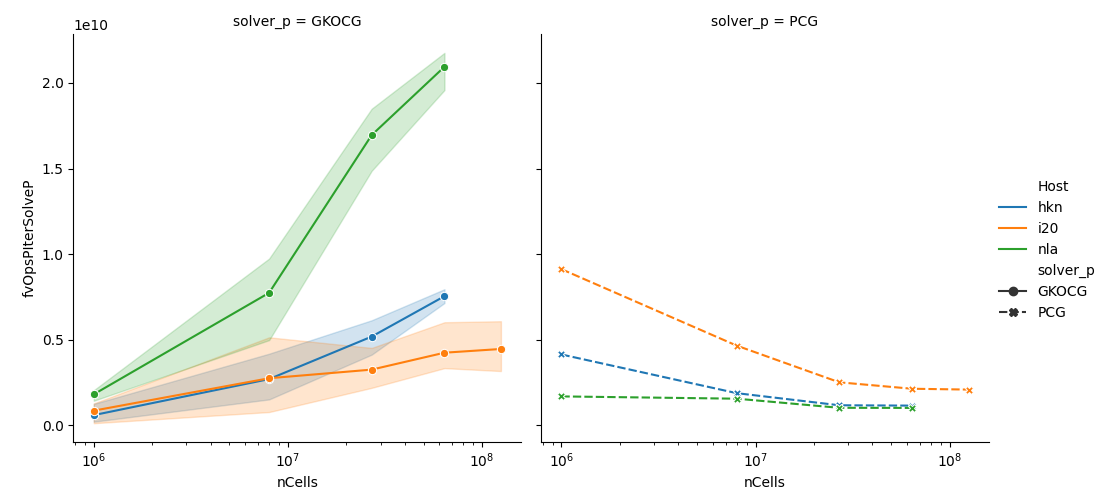 solver_p = GKOCG
solver_p = PCG
1e10
2.0
1.5
1.0
0.5
0.0
fvOpsPIterSolveP
10^6
10^7
10^8
nCells
10^6
10^7
10^8
nCells
Host
hkn
i20
nla
solver_p
GKOCG
PCG